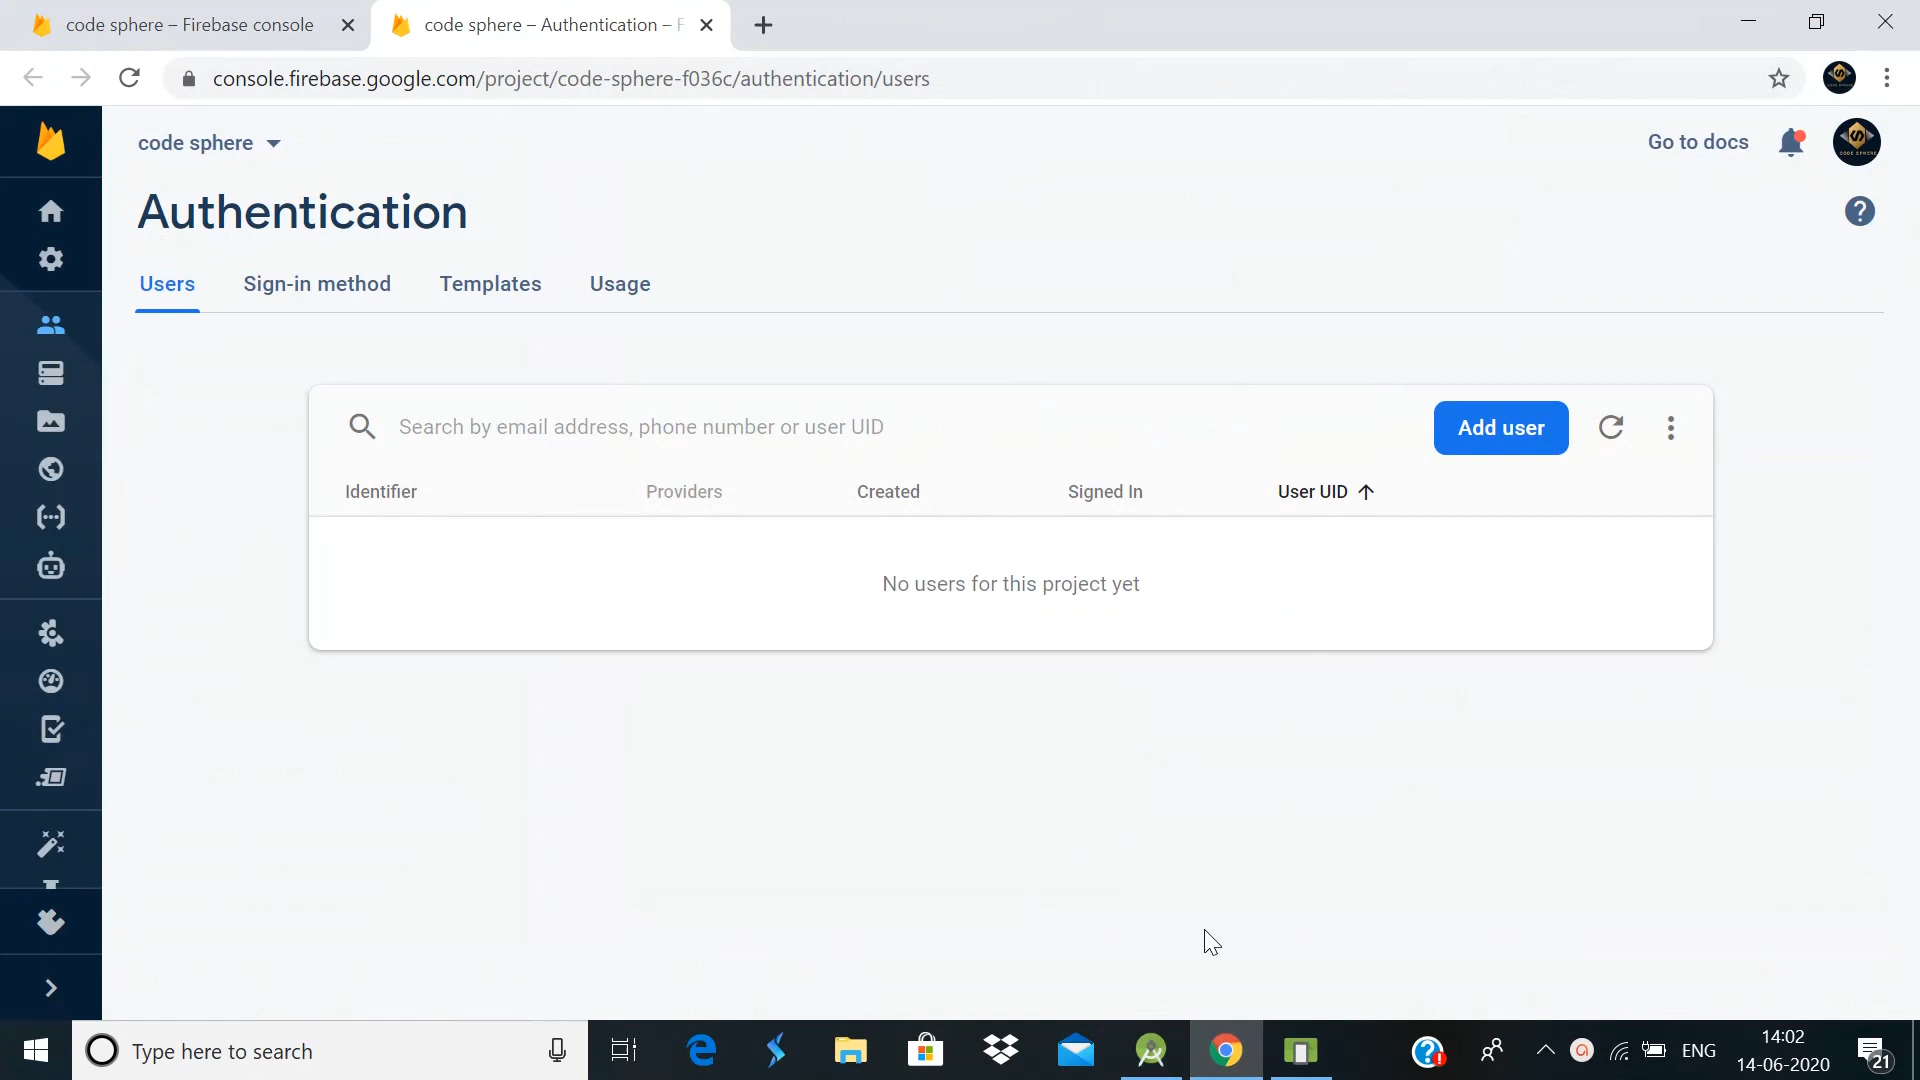 code sphere – Firebase console
code sphere – Authentication – F
console.firebase.google.com/project/code-sphere-f036c/authentication/users
code sphere
Go to docs
CODE SPHERE
Authentication
Users Sign-in method Templates Usage
Search by email address, phone number or user UID
Add user
Identifier Providers Created Signed In User UID
No users for this project yet
Type here to search
ENG
14:02
14-06-2020
21